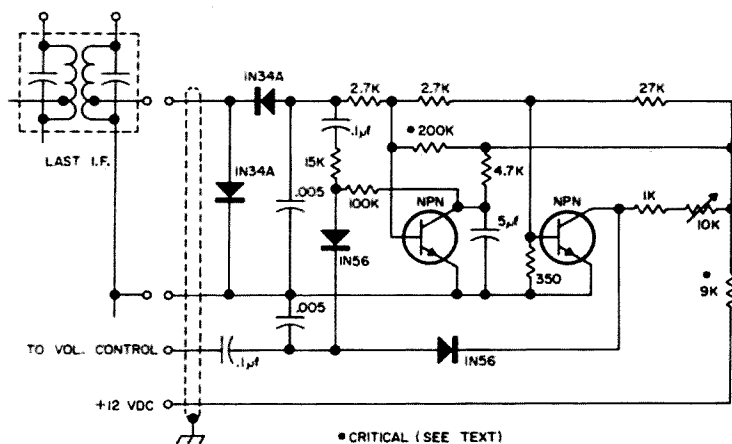 IN34A
2.7K
2.7K
27K
.1µf
• 200K
LAST I.F.
IN34A
15K
4.7K
.005
100K
NPN
NPN
1K
5µf
10K
IN56
350
•
9K
.005
TO VOL. CONTROL
.1µf
IN56
+12 VDC
• CRITICAL (SEE TEXT)